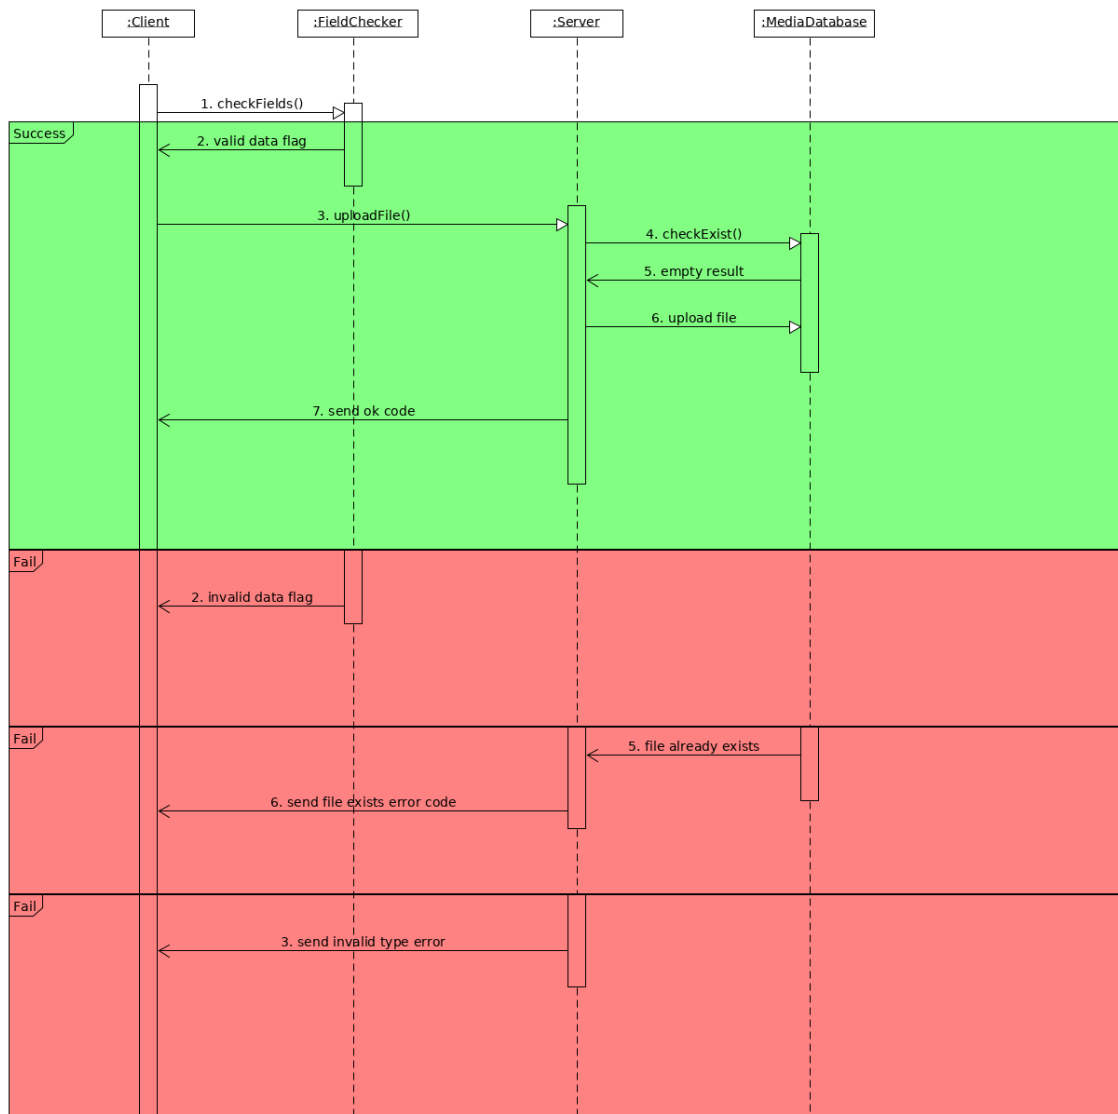 :Client
:FieldChecker
:Server
:MediaDatabase
1. checkFields()
Success
2. valid data flag
3. uploadFile()
4. checkExist()
5. empty result
6. upload file
7. send ok code
Fail
2. invalid data flag
Fail
5. file already exists
6. send file exists error code
Fail
3. send invalid type error